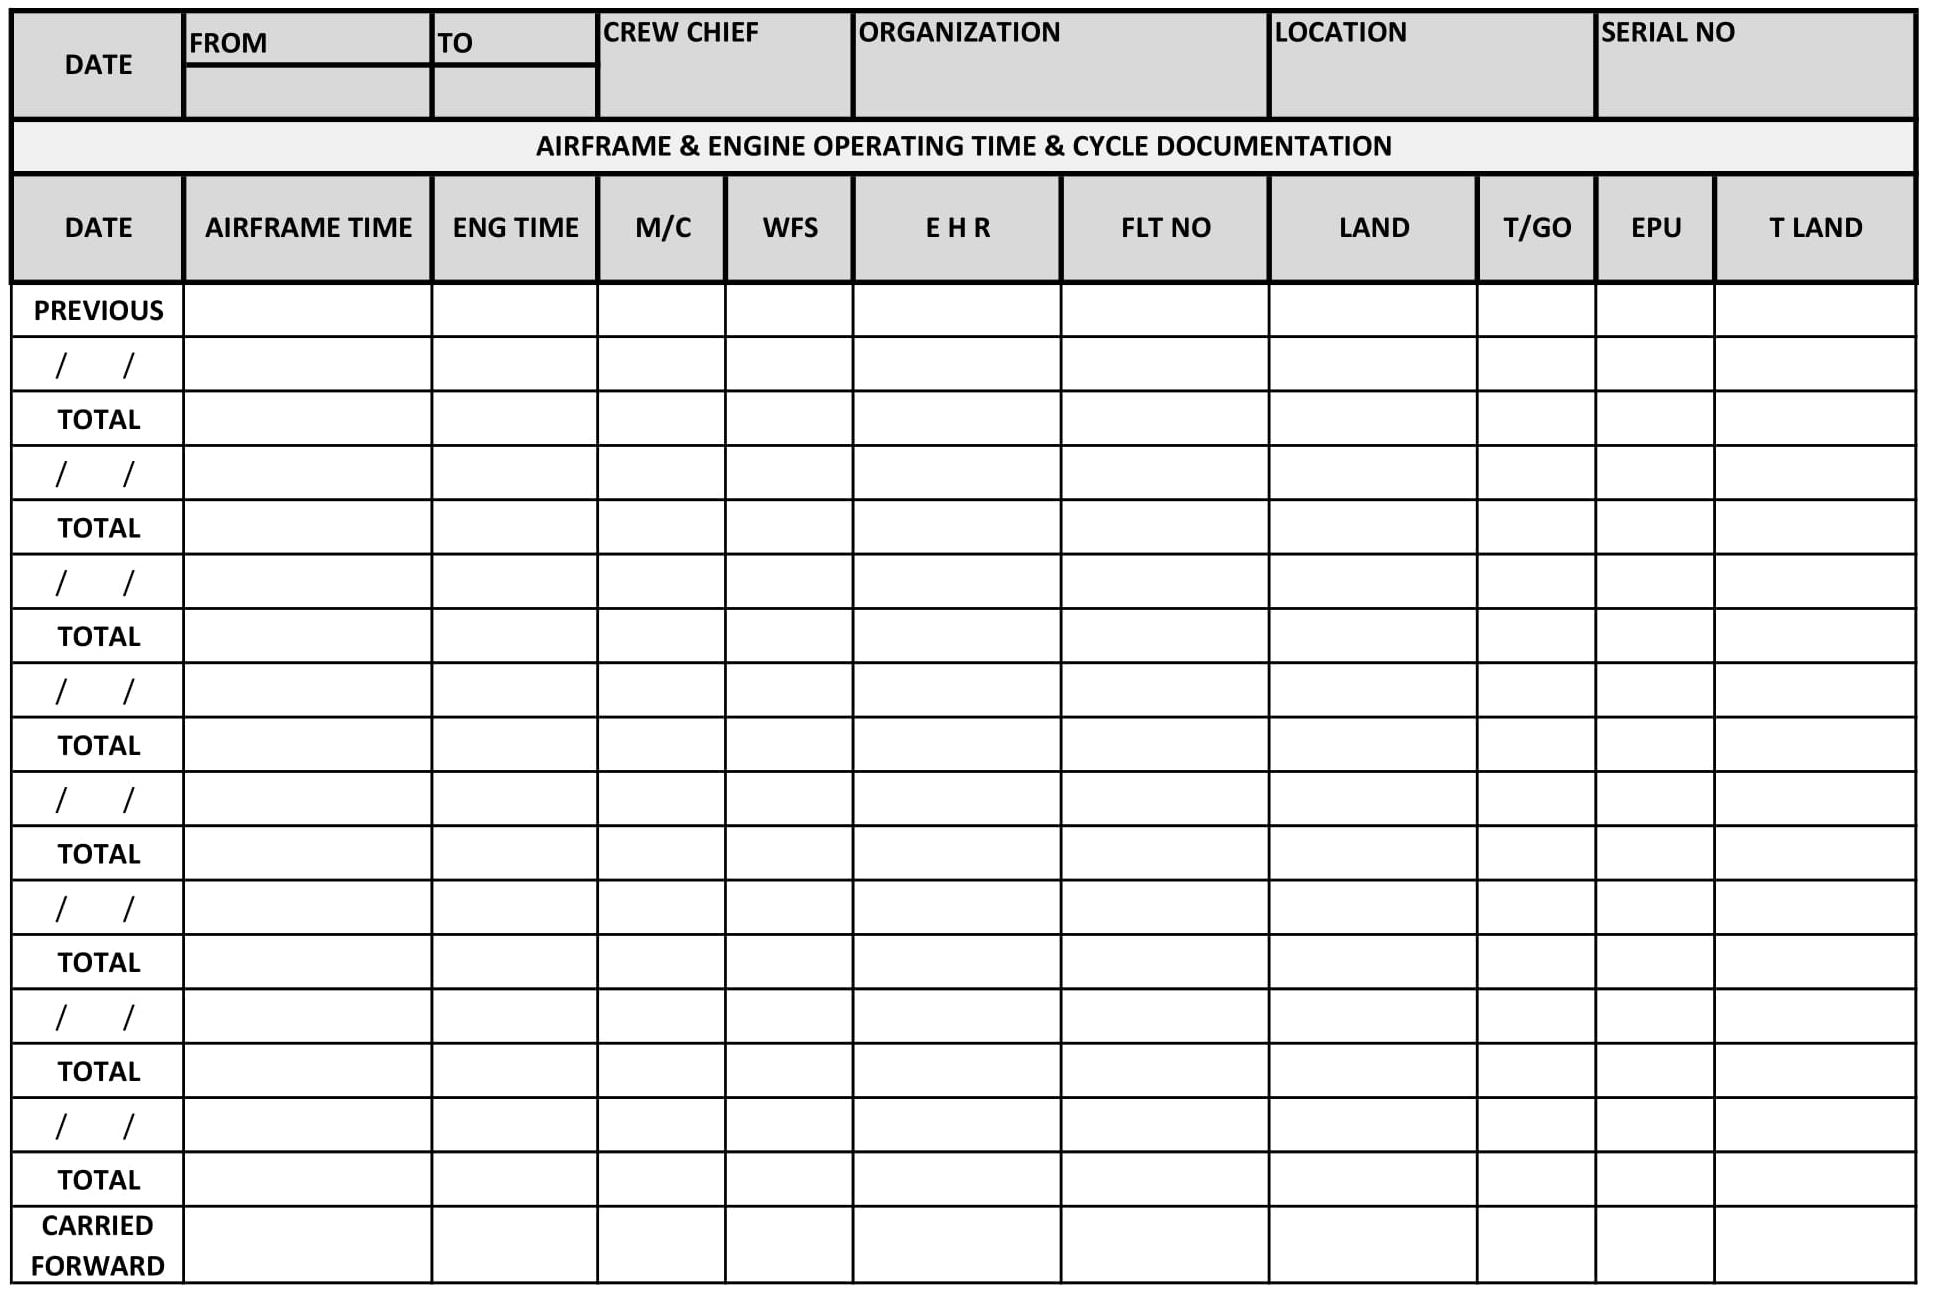 DATE FROM TO CREW CHIEF ORGANIZATION LOCATION SERIAL NO
AIRFRAME & ENGINE OPERATING TIME & CYCLE DOCUMENTATION
DATE AIRFRAME TIME ENG TIME M/C WFS E H R FLT NO LAND T/GO EPU T LAND
PREVIOUS
/ /
TOTAL
/ /
TOTAL
/ /
TOTAL
/ /
TOTAL
/ /
TOTAL
/ /
TOTAL
/ /
TOTAL
/ /
TOTAL
CARRIED
FORWARD